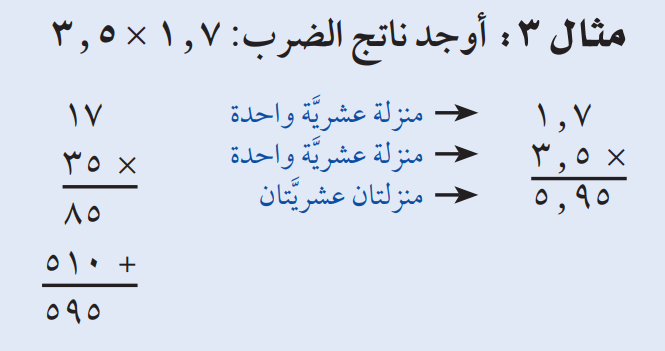 مثال ٣ : أوجد ناتج الضرب: ١,٧ × ٣,٥
١,٧ → منزلة عشريَّة واحدة
× ٣,٥ → منزلة عشريَّة واحدة
٥,٩٥ → منزلتان عشريَّتان
١٧
× ٣٥
٨٥
+ ٥١٠
٥٩٥